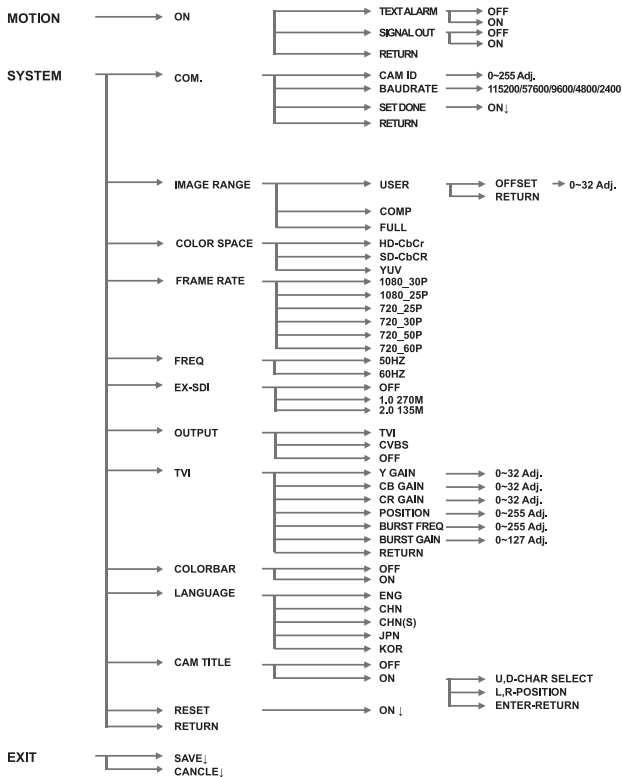 MOTION ON TEXT ALARM OFF
ON
SIGNAL OUT OFF
ON
RETURN
SYSTEM COM. CAM ID 0~255 Adj.
BAUDRATE 115200/57600/9600/4800/2400
SET DONE ON↓
RETURN
IMAGE RANGE USER OFFSET 0~32 Adj.
RETURN
COMP
FULL
COLOR SPACE HD-CbCr
SD-CbCR
YUV
FRAME RATE 1080_30P
1080_25P
720_25P
720_30P
720_50P
720_60P
FREQ 50HZ
60HZ
EX-SDI OFF
1.0 270M
2.0 135M
OUTPUT TVI
CVBS
OFF
TVI Y GAIN 0~32 Adj.
CB GAIN 0~32 Adj.
CR GAIN 0~32 Adj.
POSITION 0~255 Adj.
BURST FREQ 0~255 Adj.
BURST GAIN 0~127 Adj.
RETURN
COLORBAR OFF
ON
LANGUAGE ENG
CHN
CHN(S)
JPN
KOR
CAM TITLE OFF
ON U,D-CHAR SELECT
L,R-POSITION
ENTER-RETURN
RESET ON ↓
RETURN
EXIT SAVE↓
CANCLE↓